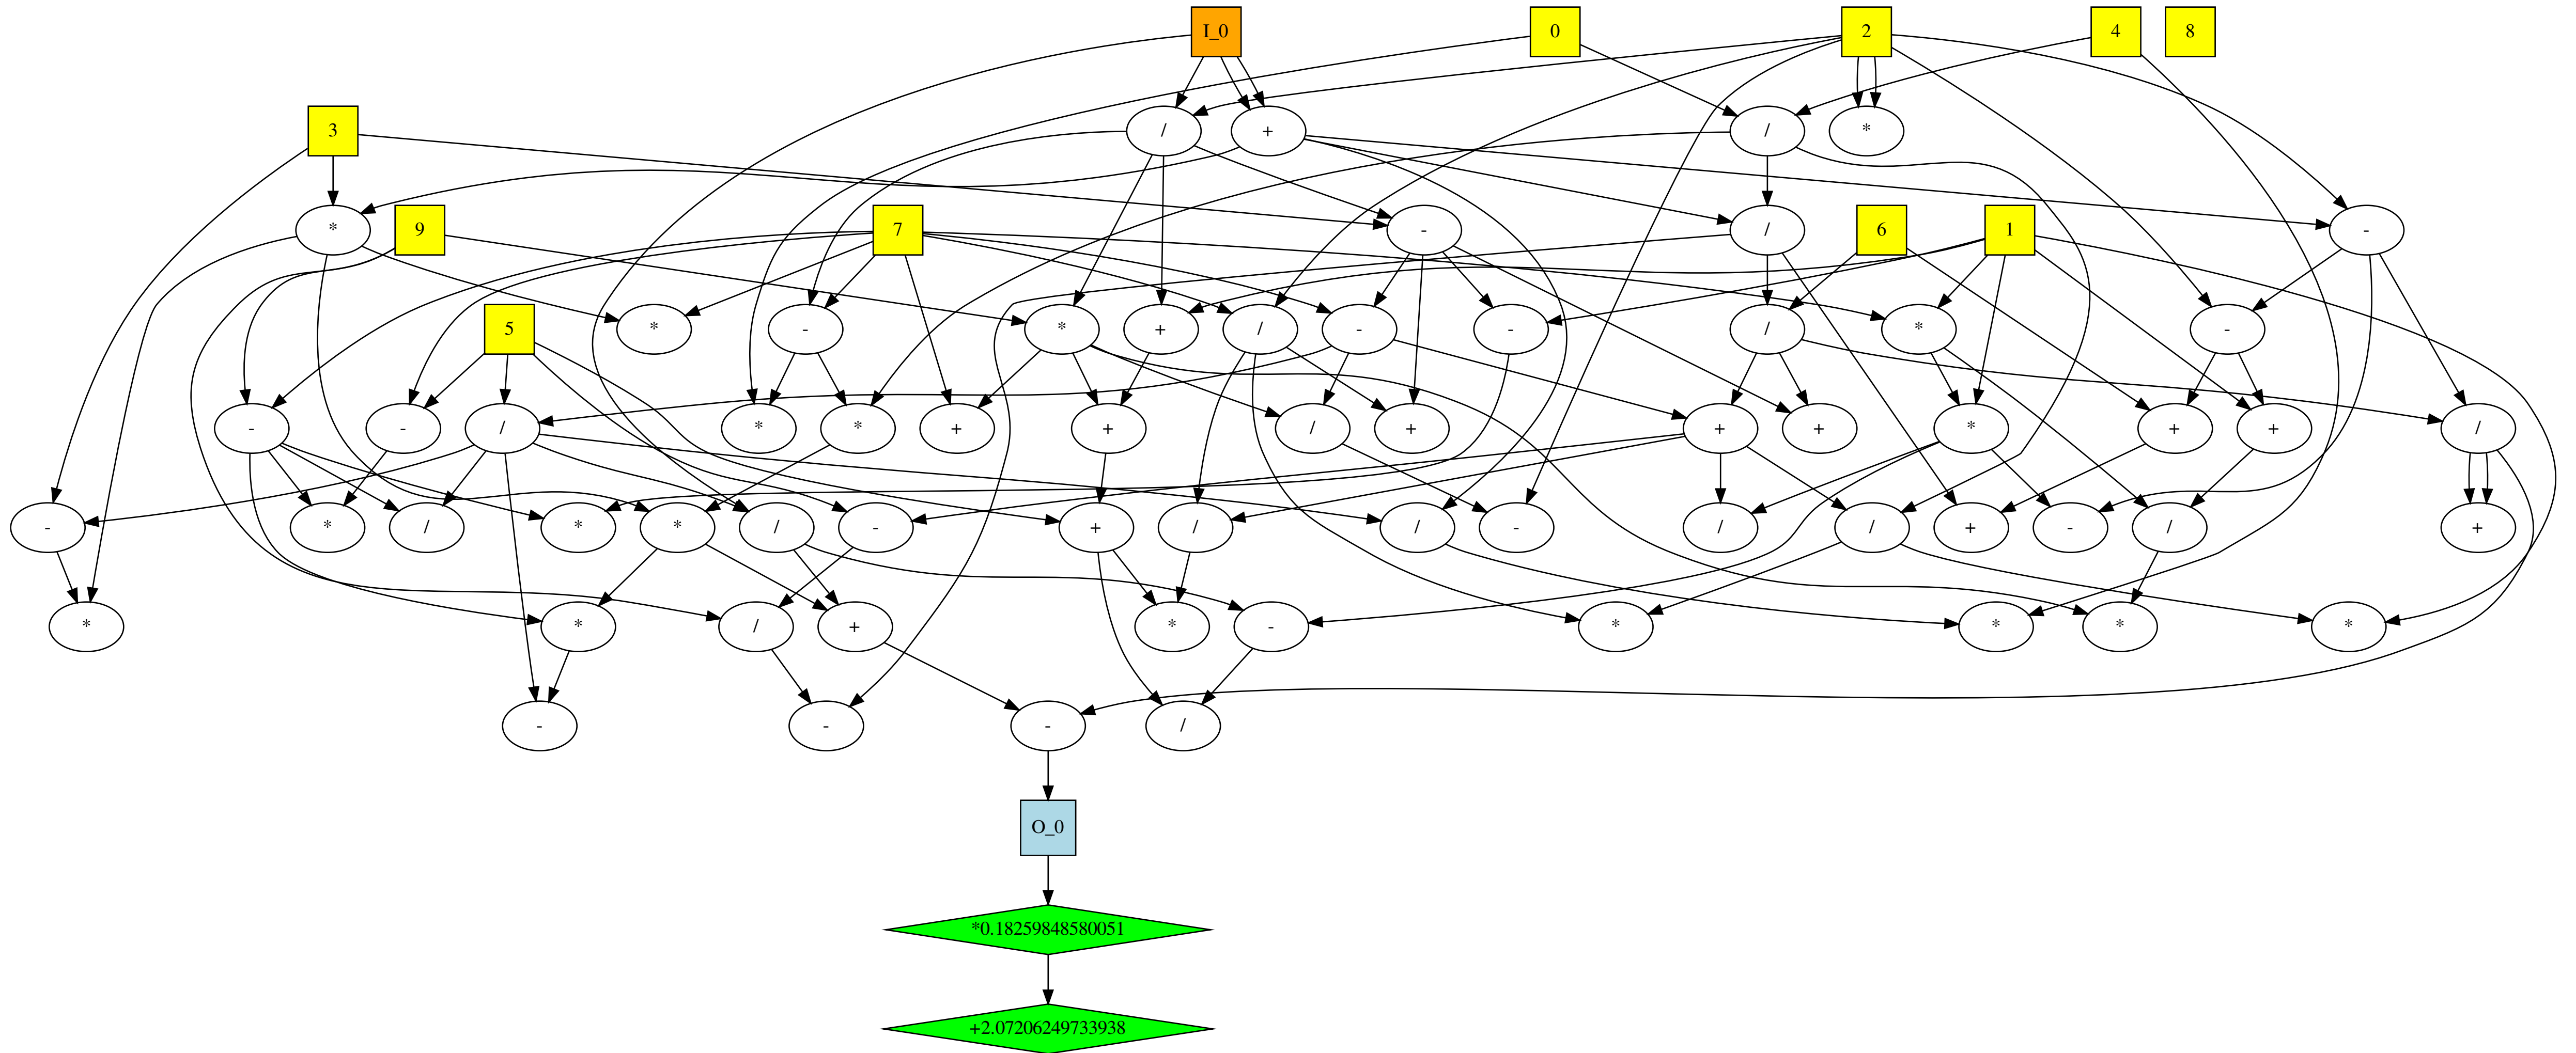 I_0 0 2 4 8
3 / + / *
* 9 7 - / 6 1 -
5 * - * + / - - / * -
- - / * * + + / + + + * + + /
- * / * * / - + / / - / / + - / +
* * / + * - * * * *
- - - /
O_0
*0.18259848580051
+2.07206249733938